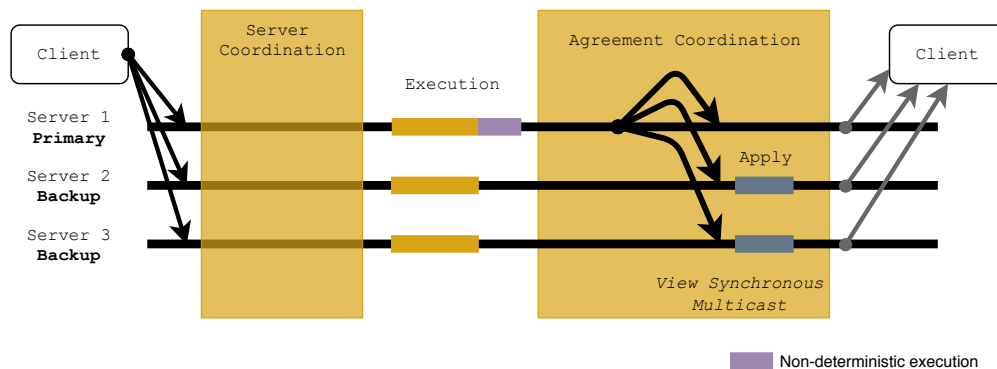 Client
Server
Coordination
Execution
Agreement Coordination
Client
Server 1
Primary
Server 2
Backup
Apply
Server 3
Backup
View Synchronous
Multicast
Non-deterministic execution